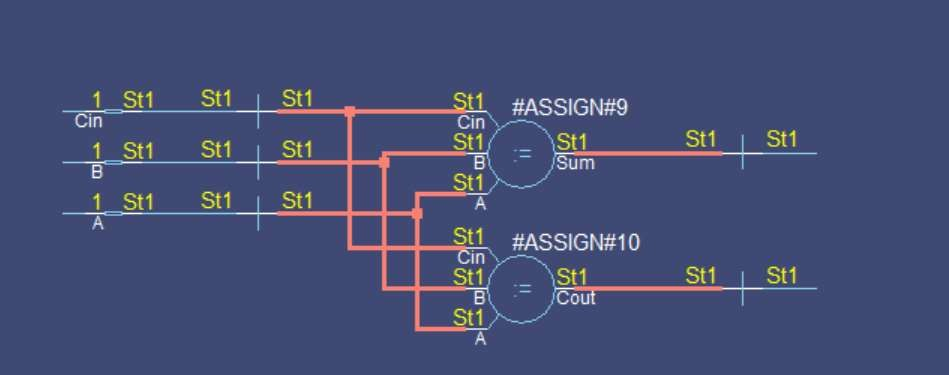 1 St1 St1 St1 St1 #ASSIGN#9
Cin Cin
1 St1 St1 St1 St1 := St1 St1 St1
B B Sum
1 St1 St1 St1 St1
A A
St1 #ASSIGN#10
Cin
St1 := St1 St1 St1
B Cout
St1
A